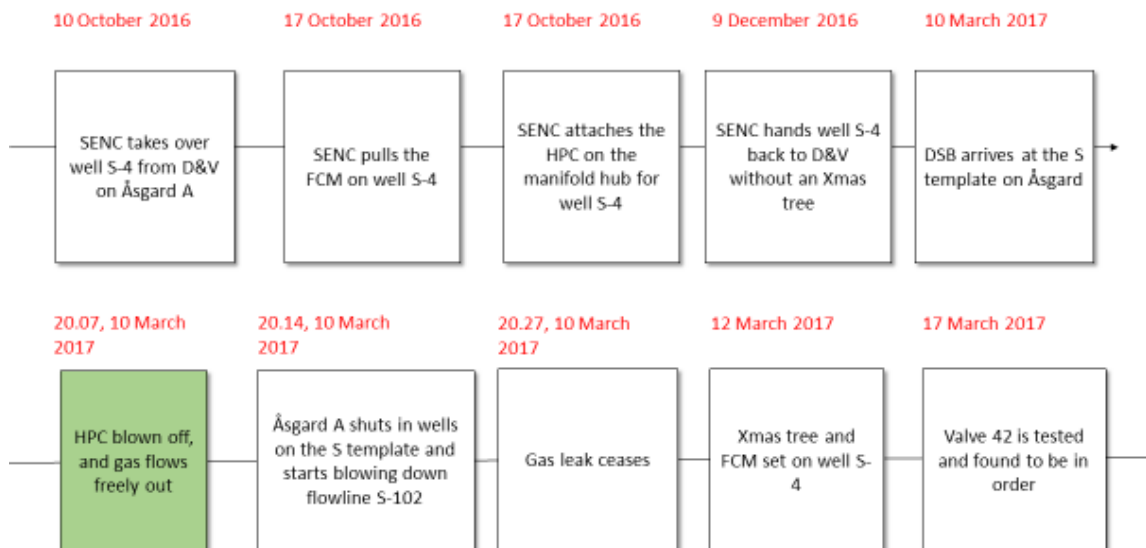 10 October 2016
17 October 2016
17 October 2016
9 December 2016
10 March 2017
SENC takes over
well S-4 from D&V
on Åsgard A
SENC pulls the
FCM on well S-4
SENC attaches the
HPC on the
manifold hub for
well S-4
SENC hands well S-4
back to D&V
without an Xmas
tree
DSB arrives at the S
template on Åsgard
20.07, 10 March
2017
20.14, 10 March
2017
20.27, 10 March
2017
12 March 2017
17 March 2017
HPC blown off,
and gas flows
freely out
Åsgard A shuts in wells
on the S template and
starts blowing down
flowline S-102
Gas leak ceases
Xmas tree and
FCM set on well S-
4
Valve 42 is tested
and found to be in
order